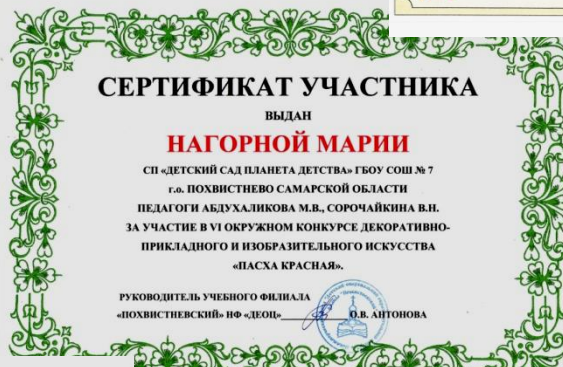 СЕРТИФИКАТ УЧАСТНИКА
ВЫДАН
НАГОРНОЙ МАРИИ
СП «ДЕТСКИЙ САД ПЛАНЕТА ДЕТСТВА» ГБОУ СОШ № 7
г.о. ПОХВИСТНЕВО САМАРСКОЙ ОБЛАСТИ
ПЕДАГОГИ АБДУХАЛИКОВА М.В., СОРОЧАЙКИНА В.Н.
ЗА УЧАСТИЕ В VI ОКРУЖНОМ КОНКУРСЕ ДЕКОРАТИВНО-
ПРИКЛАДНОГО И ИЗОБРАЗИТЕЛЬНОГО ИСКУССТВА
«ПАСХА КРАСНАЯ».
РУКОВОДИТЕЛЬ УЧЕБНОГО ФИЛИАЛА
«ПОХВИСТНЕВСКИЙ» НФ «ДЕОЦ»____________О.В. АНТОНОВА